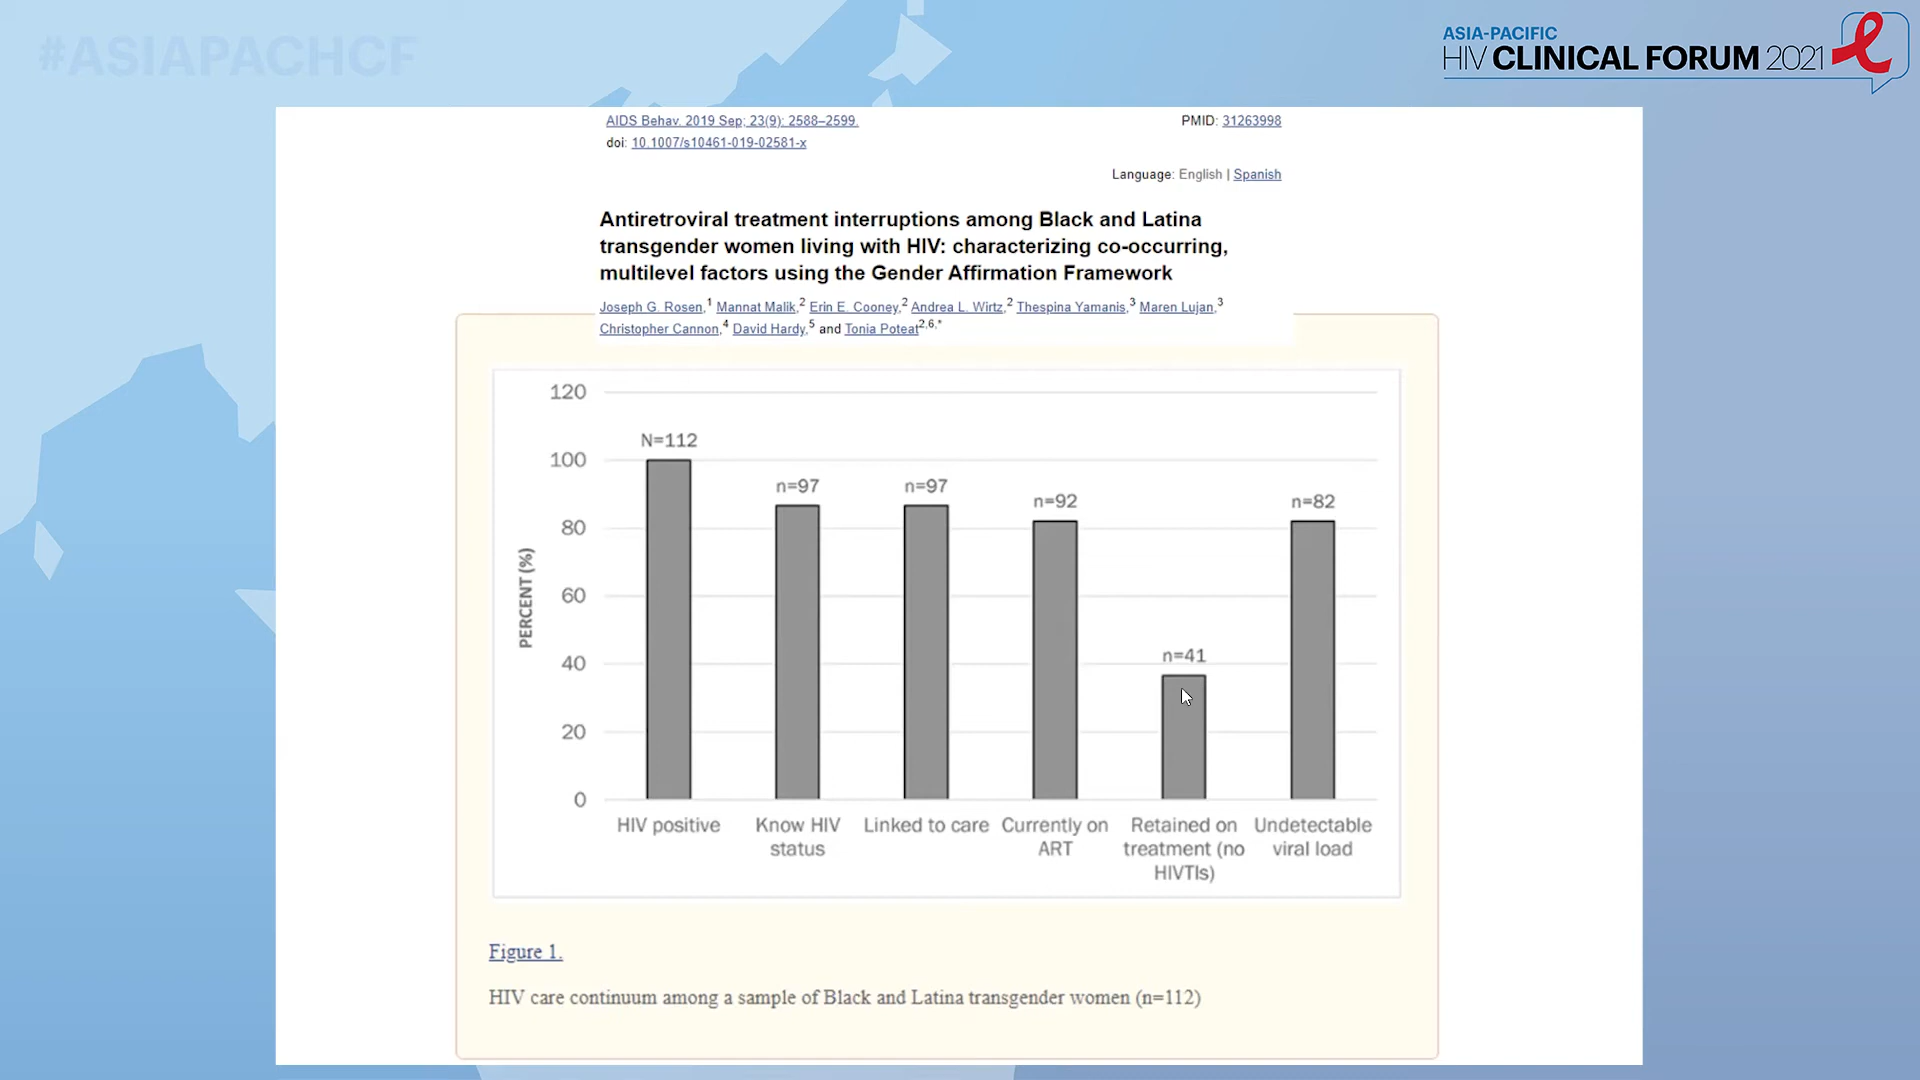 #ASIAPACHCF
ASIA-PACIFIC
HIV CLINICAL FORUM 2021
AIDS Behav. 2019 Sep; 23(9): 2588–2599.
PMID: 31263998
doi: 10.1007/s10461-019-02581-x
Language: English | Spanish
Antiretroviral treatment interruptions among Black and Latina
transgender women living with HIV: characterizing co-occurring,
multilevel factors using the Gender Affirmation Framework
Joseph G. Rosen,1 Mannat Malik,2 Erin E. Cooney,2 Andrea L. Wirtz,2 Thespina Yamanis,3 Maren Lujan,3
Christopher Cannon,4 David Hardy,5 and Tonia Poteat2,6,*
120
100
80
60
40
20
0
PERCENT (%)
N=112
n=97
n=97
n=92
n=41
n=82
HIV positive
Know HIV
status
Linked to care
Currently on
ART
Retained on
treatment (no
HIVTIs)
Undetectable
viral load
Figure 1.
HIV care continuum among a sample of Black and Latina transgender women (n=112)